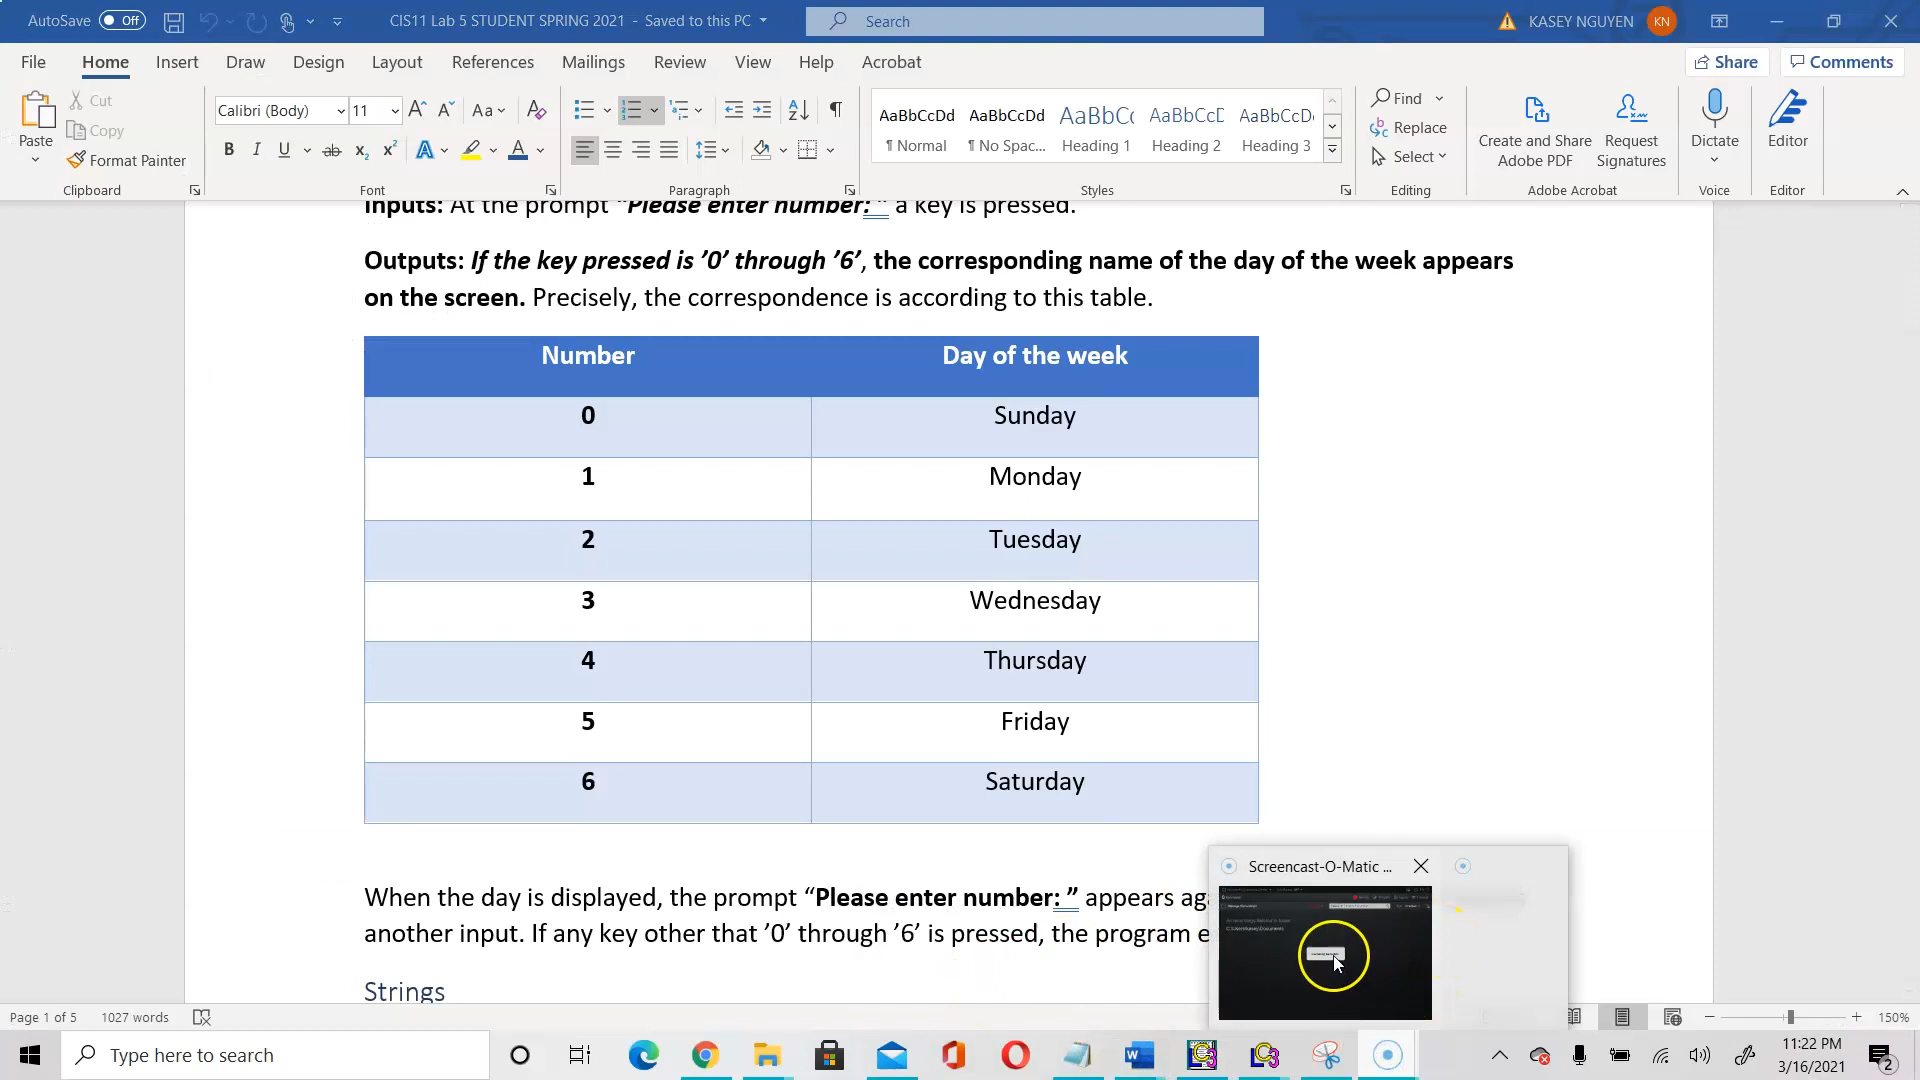 AutoSave Off CIS11 Lab 5 STUDENT SPRING 2021 - Saved to this PC Search KASEY NGUYEN KN
File Home Insert Draw Design Layout References Mailings Review View Help Acrobat Share Comments
Paste Cut Copy Format Painter
Calibri (Body) 11 Aa
B I U ab x₂ x² A A
AaBbCcDd AaBbCcDd AaBbCc AaBbCcD AaBbCcD
¶ Normal ¶ No Spac... Heading 1 Heading 2 Heading 3
Find Replace Select
Create and Share Adobe PDF Request Signatures Dictate Editor
Clipboard Font Paragraph Styles Editing Adobe Acrobat Voice Editor
Inputs: At the prompt “Please enter number: ” a key is pressed.
Outputs: If the key pressed is ’0’ through ’6’, the corresponding name of the day of the week appears
on the screen. Precisely, the correspondence is according to this table.
Number Day of the week
0 Sunday
1 Monday
2 Tuesday
3 Wednesday
4 Thursday
5 Friday
6 Saturday
Screencast-O-Matic ...
When the day is displayed, the prompt “Please enter number: ” appears aga
another input. If any key other that ’0’ through ’6’ is pressed, the program e
Strings
Page 1 of 5 1027 words 150%
Type here to search
11:22 PM
3/16/2021
2